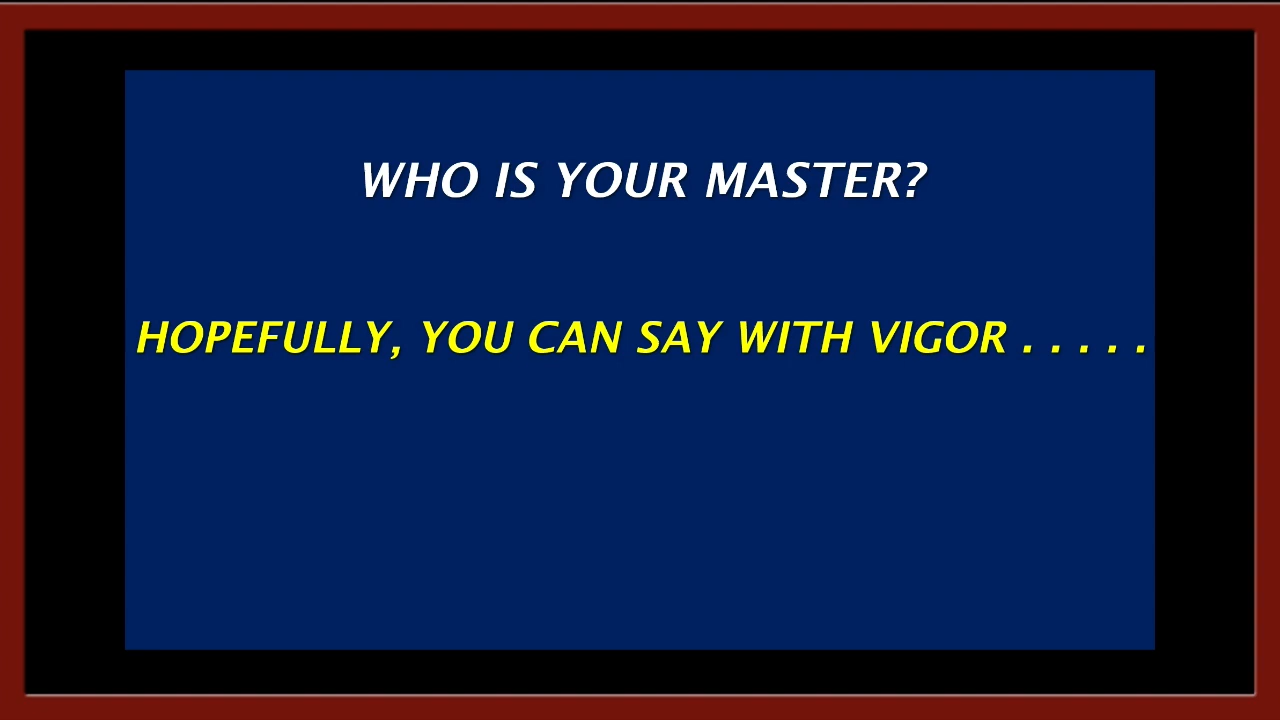 WHO IS YOUR MASTER?
HOPEFULLY, YOU CAN SAY WITH VIGOR . . . . .